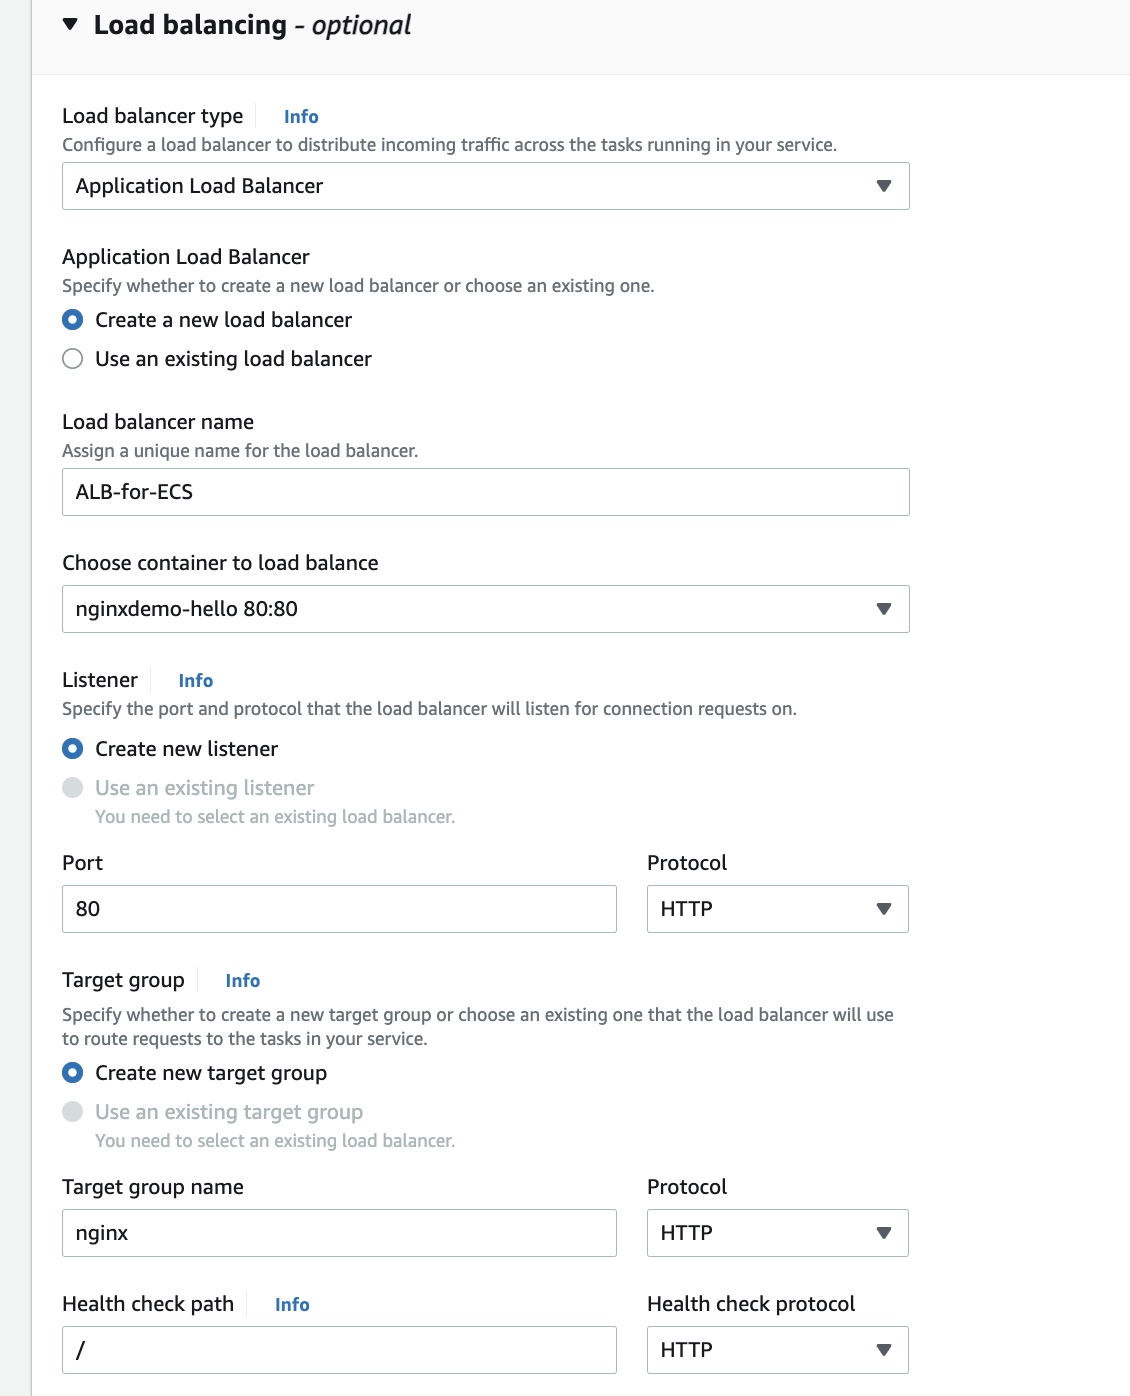 Load balancing - optional
Load balancer type Info
Configure a load balancer to distribute incoming traffic across the tasks running in your service.
Application Load Balancer
Application Load Balancer
Specify whether to create a new load balancer or choose an existing one.
Create a new load balancer
Use an existing load balancer
Load balancer name
Assign a unique name for the load balancer.
ALB-for-ECS
Choose container to load balance
nginxdemo-hello 80:80
Listener Info
Specify the port and protocol that the load balancer will listen for connection requests on.
Create new listener
Use an existing listener
You need to select an existing load balancer.
Port Protocol
80 HTTP
Target group Info
Specify whether to create a new target group or choose an existing one that the load balancer will use
to route requests to the tasks in your service.
Create new target group
Use an existing target group
You need to select an existing load balancer.
Target group name Protocol
nginx HTTP
Health check path Info Health check protocol
/ HTTP